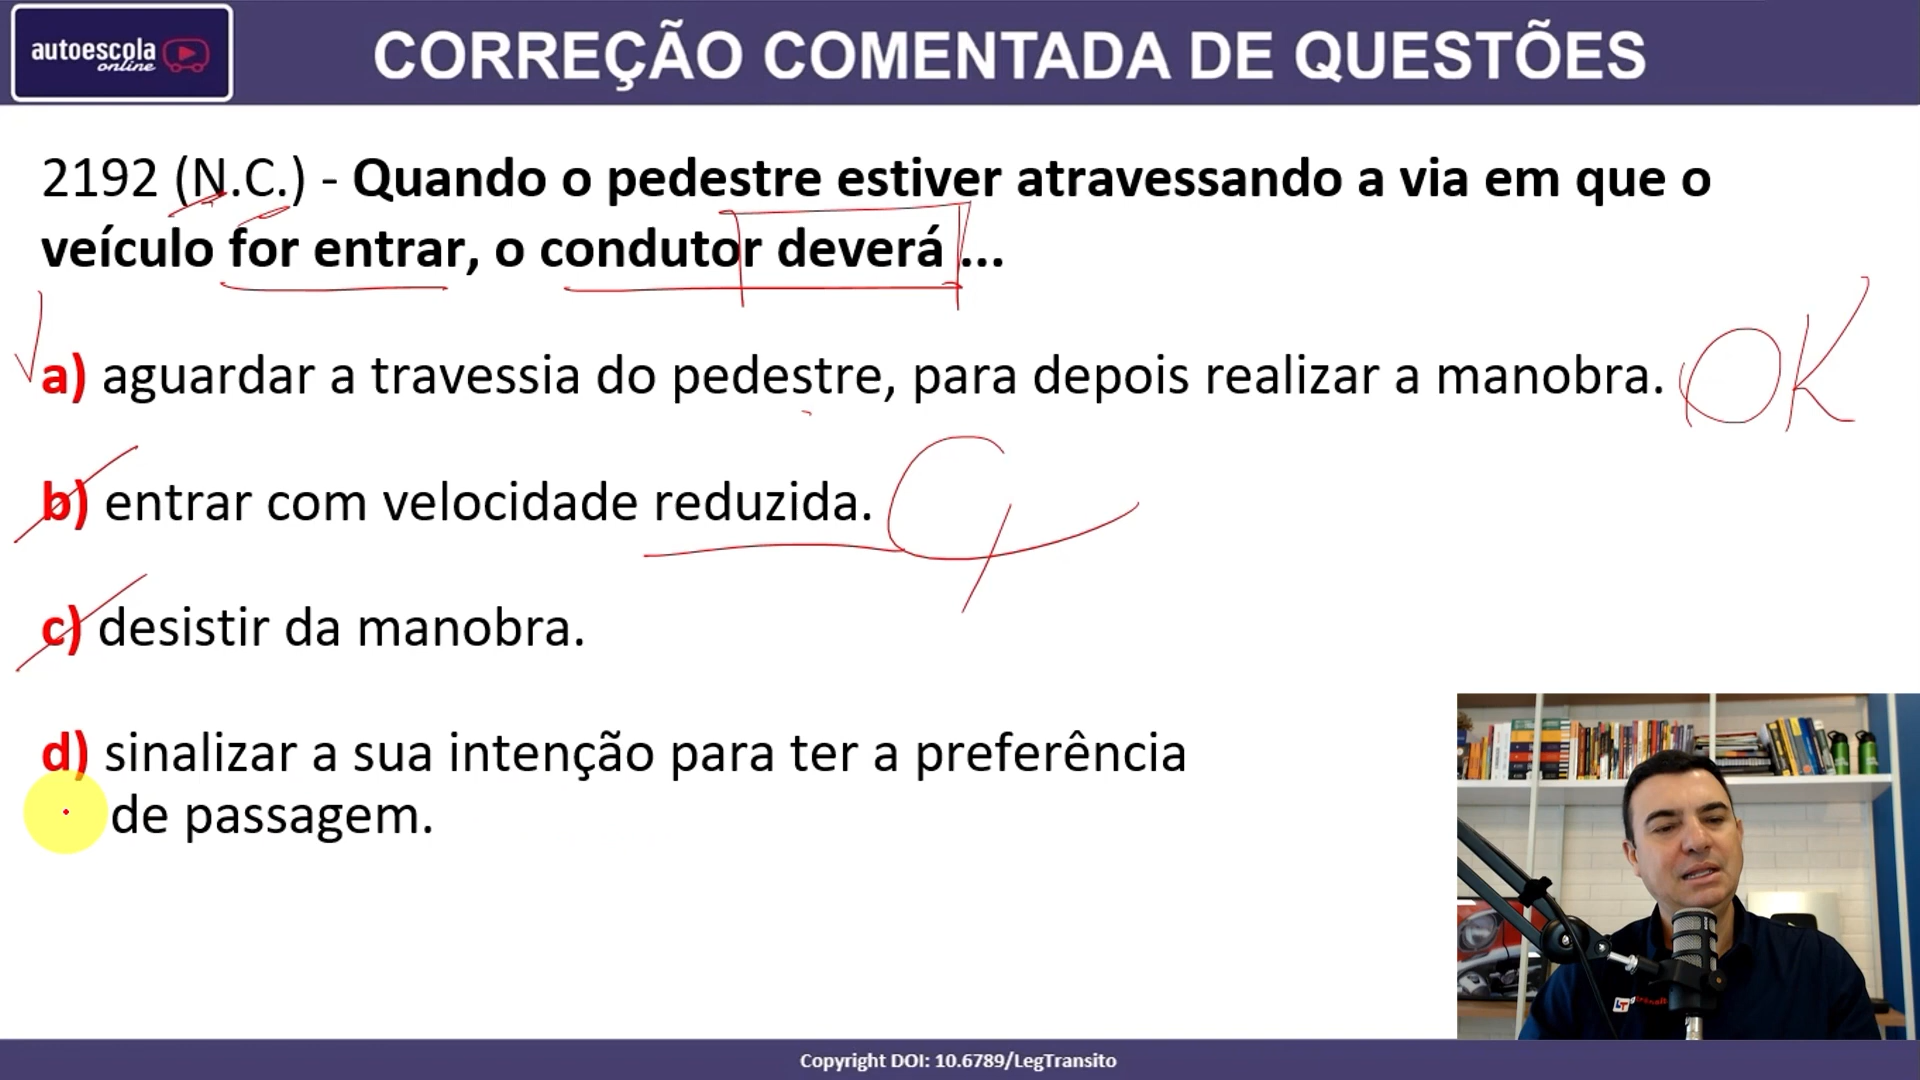 autoescola
online
CORREÇÃO COMENTADA DE QUESTÕES
2192 (N.C.) - Quando o pedestre estiver atravessando a via em que o
veículo for entrar, o condutor deverá ...
a) aguardar a travessia do pedestre, para depois realizar a manobra.
OK
b) entrar com velocidade reduzida.
c) desistir da manobra.
d) sinalizar a sua intenção para ter a preferência
de passagem.
Copyright DOI: 10.6789/LegTransito